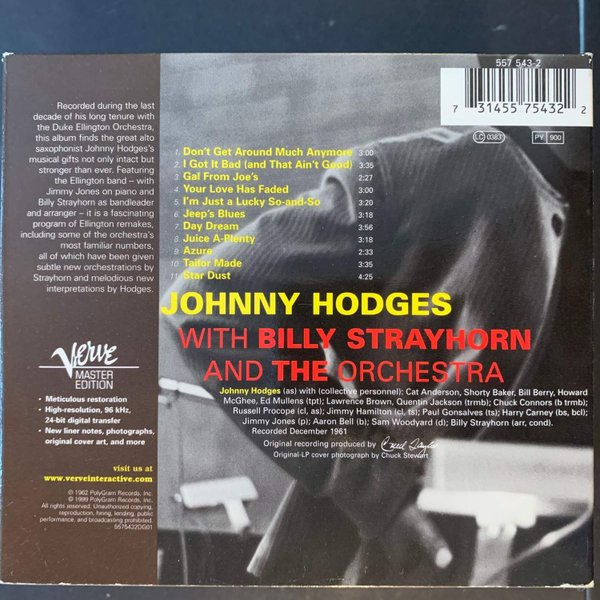 557 543-2
7 31455 75432 2
LC 0383
PY 900
Recorded during the last
decade of his long tenure with
the Duke Ellington Orchestra,
this album finds the great alto
saxophonist Johnny Hodges's
musical gifts not only intact but
stronger than ever. Featuring
the Ellington band – with
Jimmy Jones on piano and
Billy Strayhorn as bandleader
and arranger – it is a fascinating
program of Ellington remakes,
including some of the orchestra's
most familiar numbers,
all of which have been given
subtle new orchestrations by
Strayhorn and melodious new
interpretations by Hodges.
1 Don't Get Around Much Anymore 3:00
2 I Got It Bad (and That Ain't Good) 3:35
3 Gal From Joe's 2:27
4 Your Love Has Faded 3:00
5 I'm Just a Lucky So-and-So 3:20
6 Jeep's Blues 3:18
7 Day Dream 3:56
8 Juice A-Plenty 3:18
9 Azure 2:33
10 Tailor Made 3:35
11 Star Dust 4:25
JOHNNY HODGES
WITH BILLY STRAYHORN
AND THE ORCHESTRA
Johnny Hodges (as) with (collective personnel): Cat Anderson, Shorty Baker, Bill Berry, Howard
McGhee, Ed Mullens (tpt); Lawrence Brown, Quentin Jackson (trmb); Chuck Connors (b trmb);
Russell Procope (cl, as); Jimmy Hamilton (cl, ts); Paul Gonsalves (ts); Harry Carney (bs, bcl);
Jimmy Jones (p); Aaron Bell (b); Sam Woodyard (d); Billy Strayhorn (arr, cond).
Recorded December 1961
Original recording produced by Creed Taylor
Original-LP cover photograph by Chuck Stewart
Verve
MASTER
EDITION
• Meticulous restoration
• High-resolution, 96 kHz,
24-bit digital transfer
• New liner notes, photographs,
original cover art, and more
visit us at
www.verveinteractive.com
℗ 1962 PolyGram Records, Inc.
© 1999 PolyGram Records, Inc.
All rights reserved. Unauthorized copying,
reproduction, hiring, lending, public
performance, and broadcasting prohibited.
5575432DG01